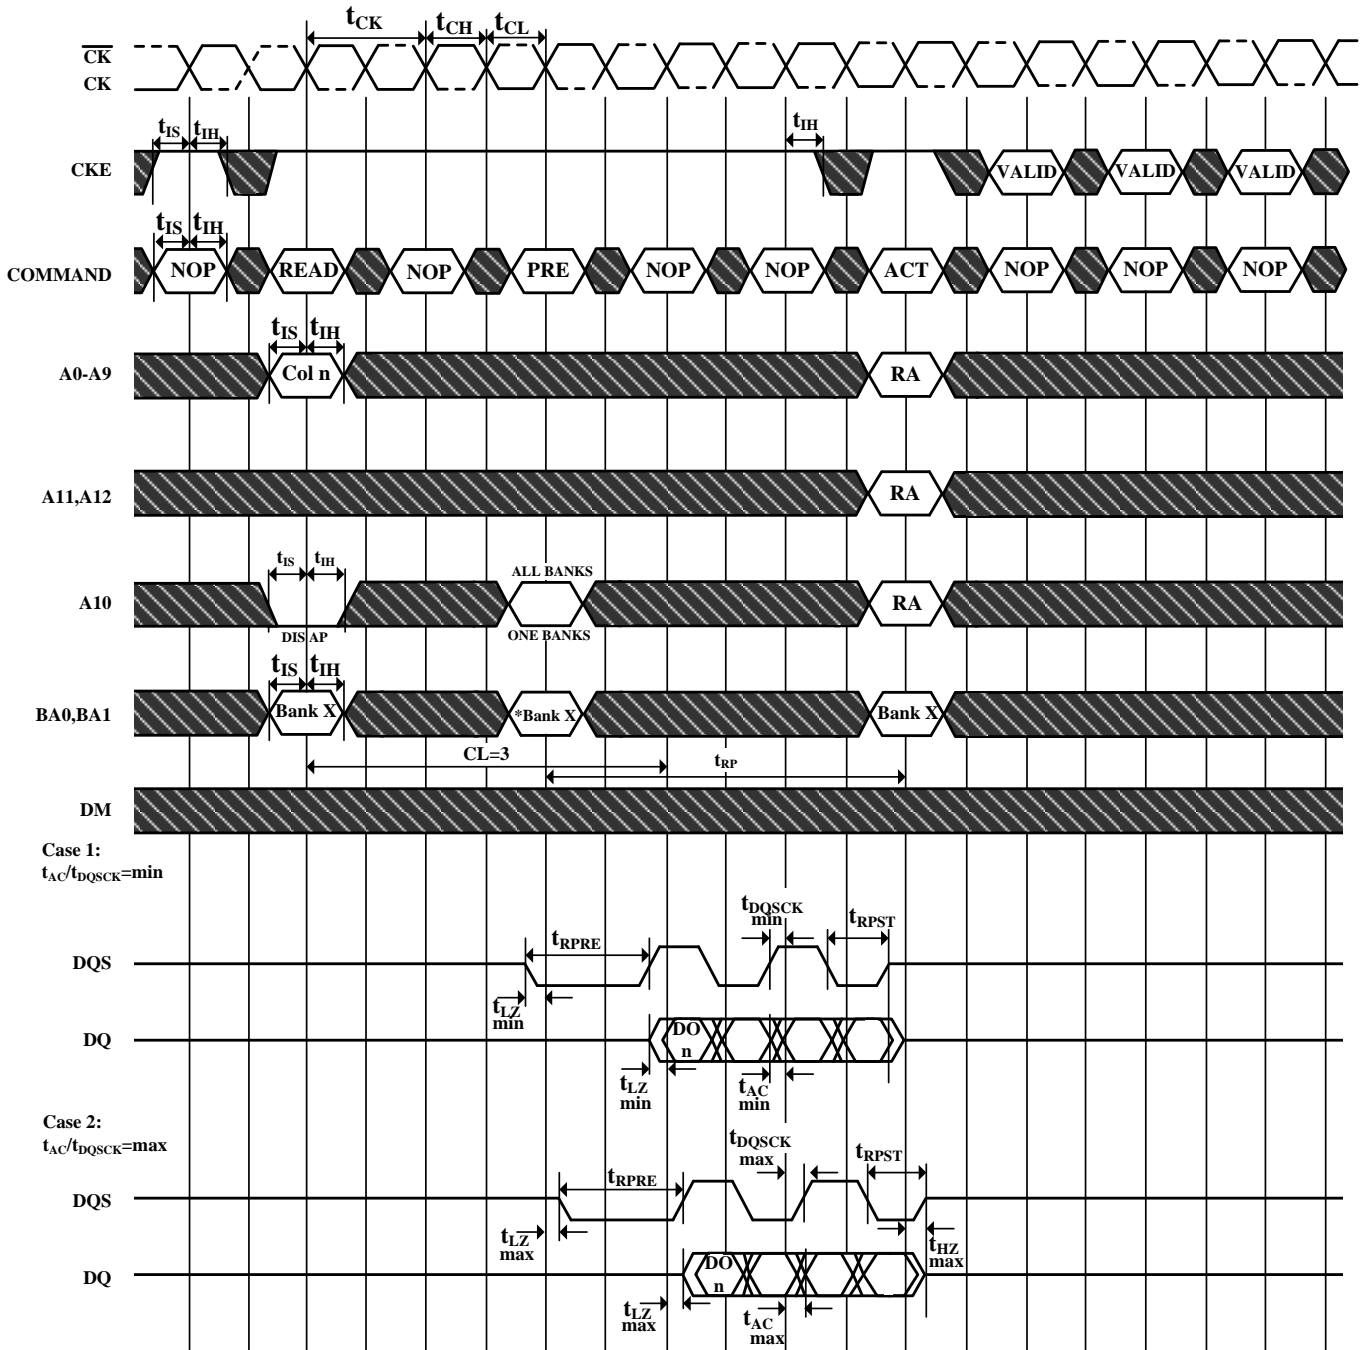 tCK tCH tCL
CK
CK
tIS tIH tIH
CKE VALID VALID VALID
tIS tIH
COMMAND NOP READ NOP PRE NOP NOP ACT NOP NOP NOP
tIS tIH
A0-A9 Col n RA
A11,A12 RA
tIS tIH ALL BANKS
A10 RA
DIS AP ONE BANKS
tIS tIH
BA0,BA1 Bank X *Bank X Bank X
CL=3 tRP
DM
Case 1:
tAC/tDQSCK=min
tDQSCK
min
tRPST
tRPRE
DQS
tLZ
min
DQ DO
n
tLZ
min
tAC
min
Case 2:
tAC/tDQSCK=max
tDQSCK
max
tRPST
tRPRE
DQS
tLZ
max
tHZ
max
DQ DO
n
tLZ
max
tAC
max